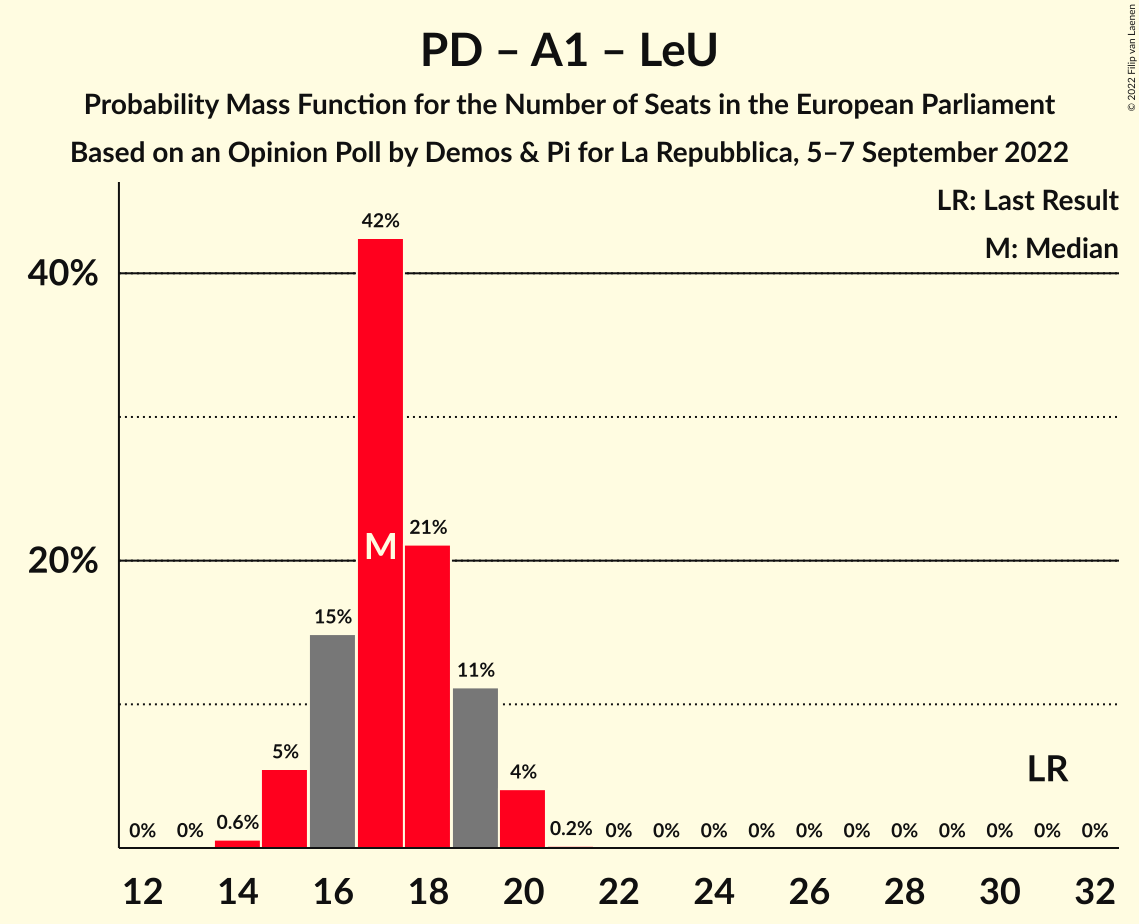 PD – A1 – LeU
Probability Mass Function for the Number of Seats in the European Parliament
Based on an Opinion Poll by Demos & Pi for La Repubblica, 5–7 September 2022
© 2022 Filip van Laenen
LR: Last Result
M: Median
42%
40%
M
21%
20%
15%
11%
5%
4%
LR
0% 0% 0.6% 0.2% 0% 0% 0% 0% 0% 0% 0% 0% 0% 0% 0%
12 14 16 18 20 22 24 26 28 30 32